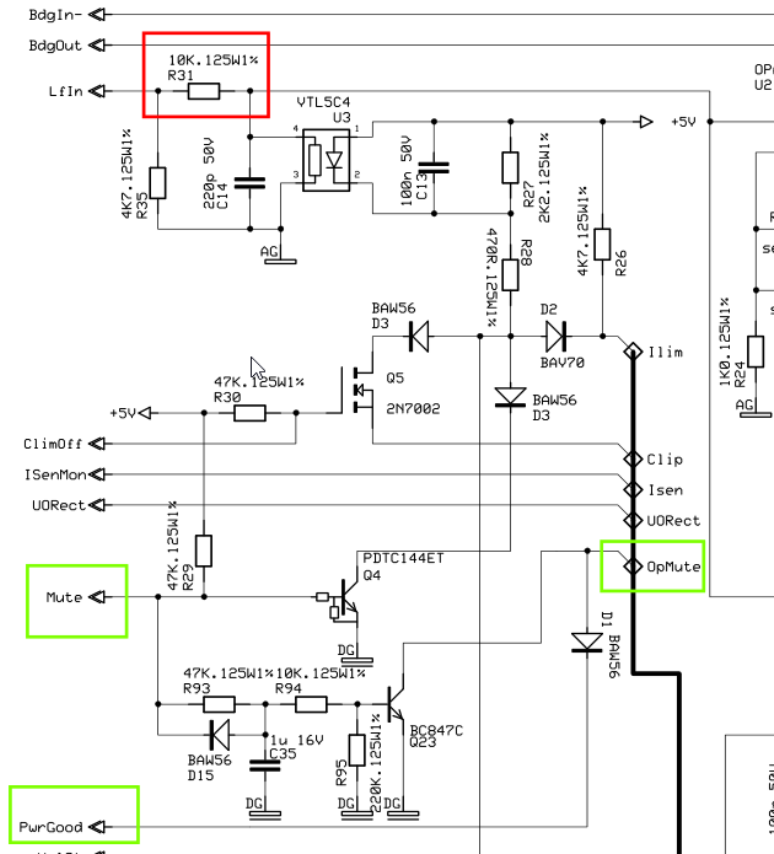 BdgIn-
BdgOut
10K.125W1%
R31
LfIn
VTL5C4
U3
4
1
3
2
+5V
4K7.125W1%
R35
220p 50V
C14
100n 50V
C13
R27
2K2.125W1%
4K7.125W1%
R26
AG
470R.125W1%
R28
BAW56
D3
D2
BAV70
Ilim
1K0.125W1%
R24
AG
47K.125W1%
R30
Q5
2N7002
BAW56
D3
+5V
ClimOff
Clip
ISenMon
Isen
UORect
UORect
47K.125W1%
R29
PDTC144ET
Q4
OpMute
Mute
D1
BAW56
DG
47K.125W1%
R93
10K.125W1%
R94
BC847C
Q23
BAW56
D15
1u 16V
C35
R95
220K.125W1%
DG
DG
DG
PwrGood